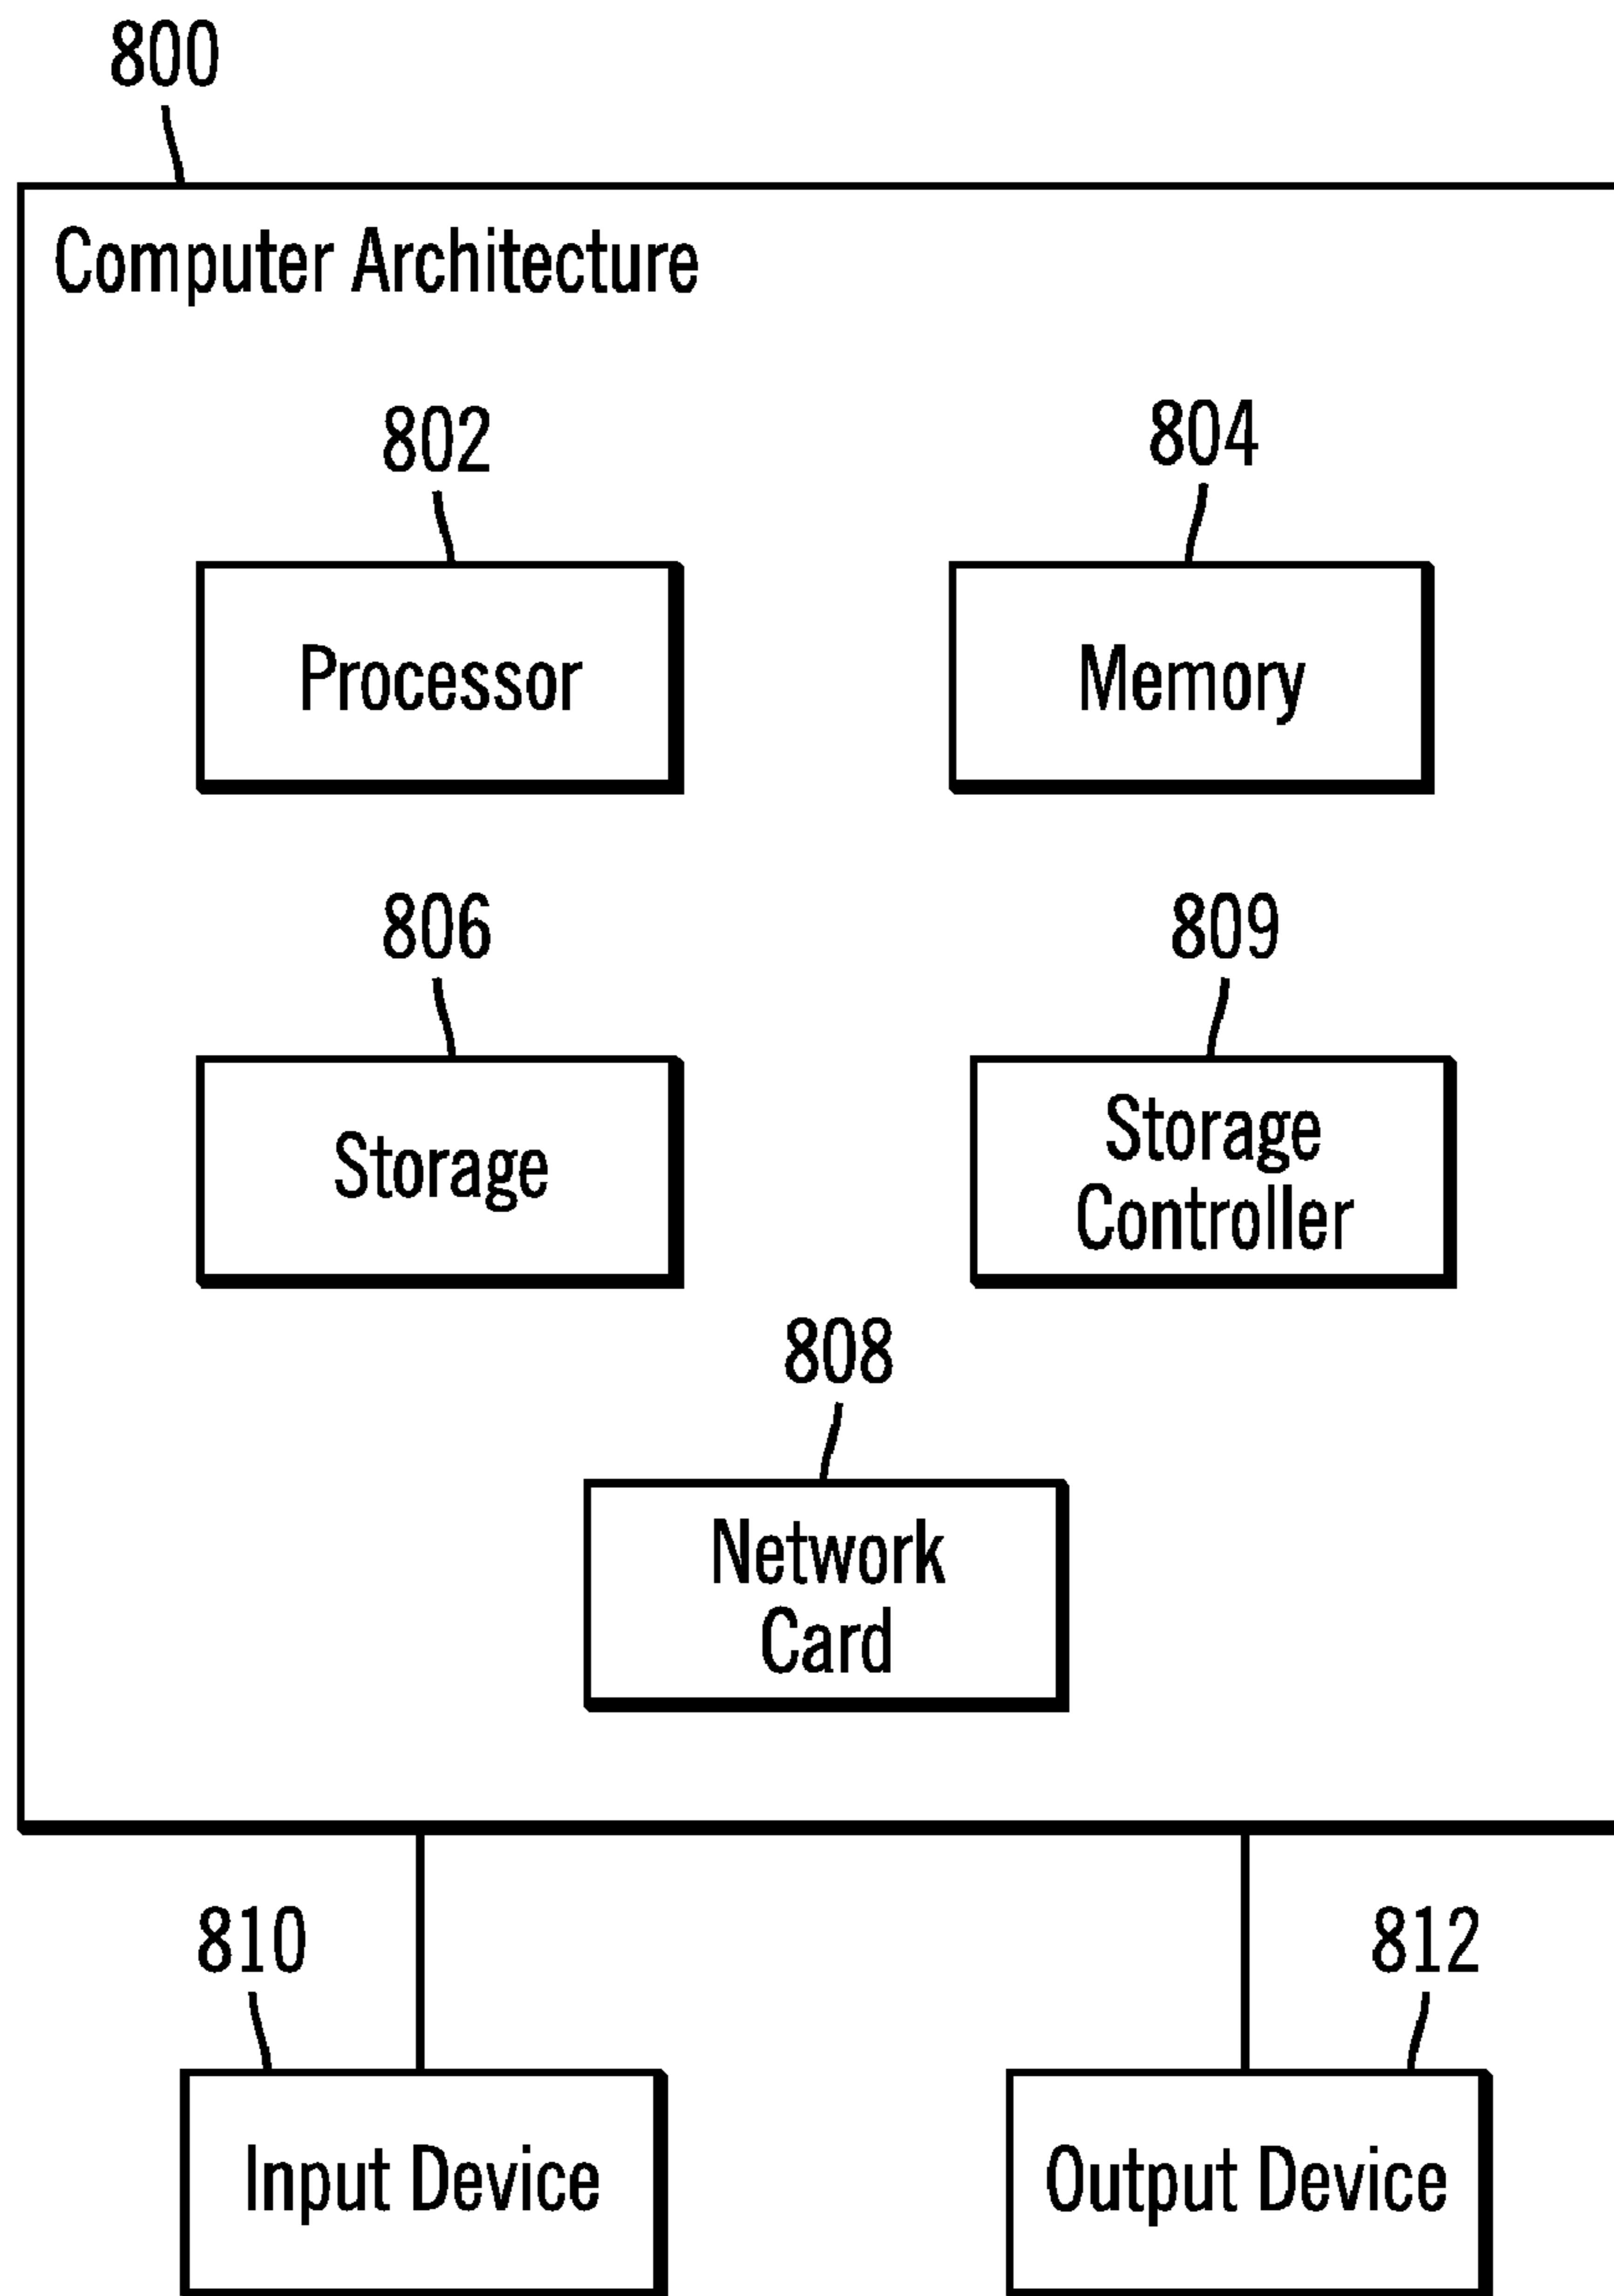 800
Computer Architecture
802
804
Processor
Memory
806
809
Storage
Storage
Controller
808
Network
Card
810
812
Input Device
Output Device